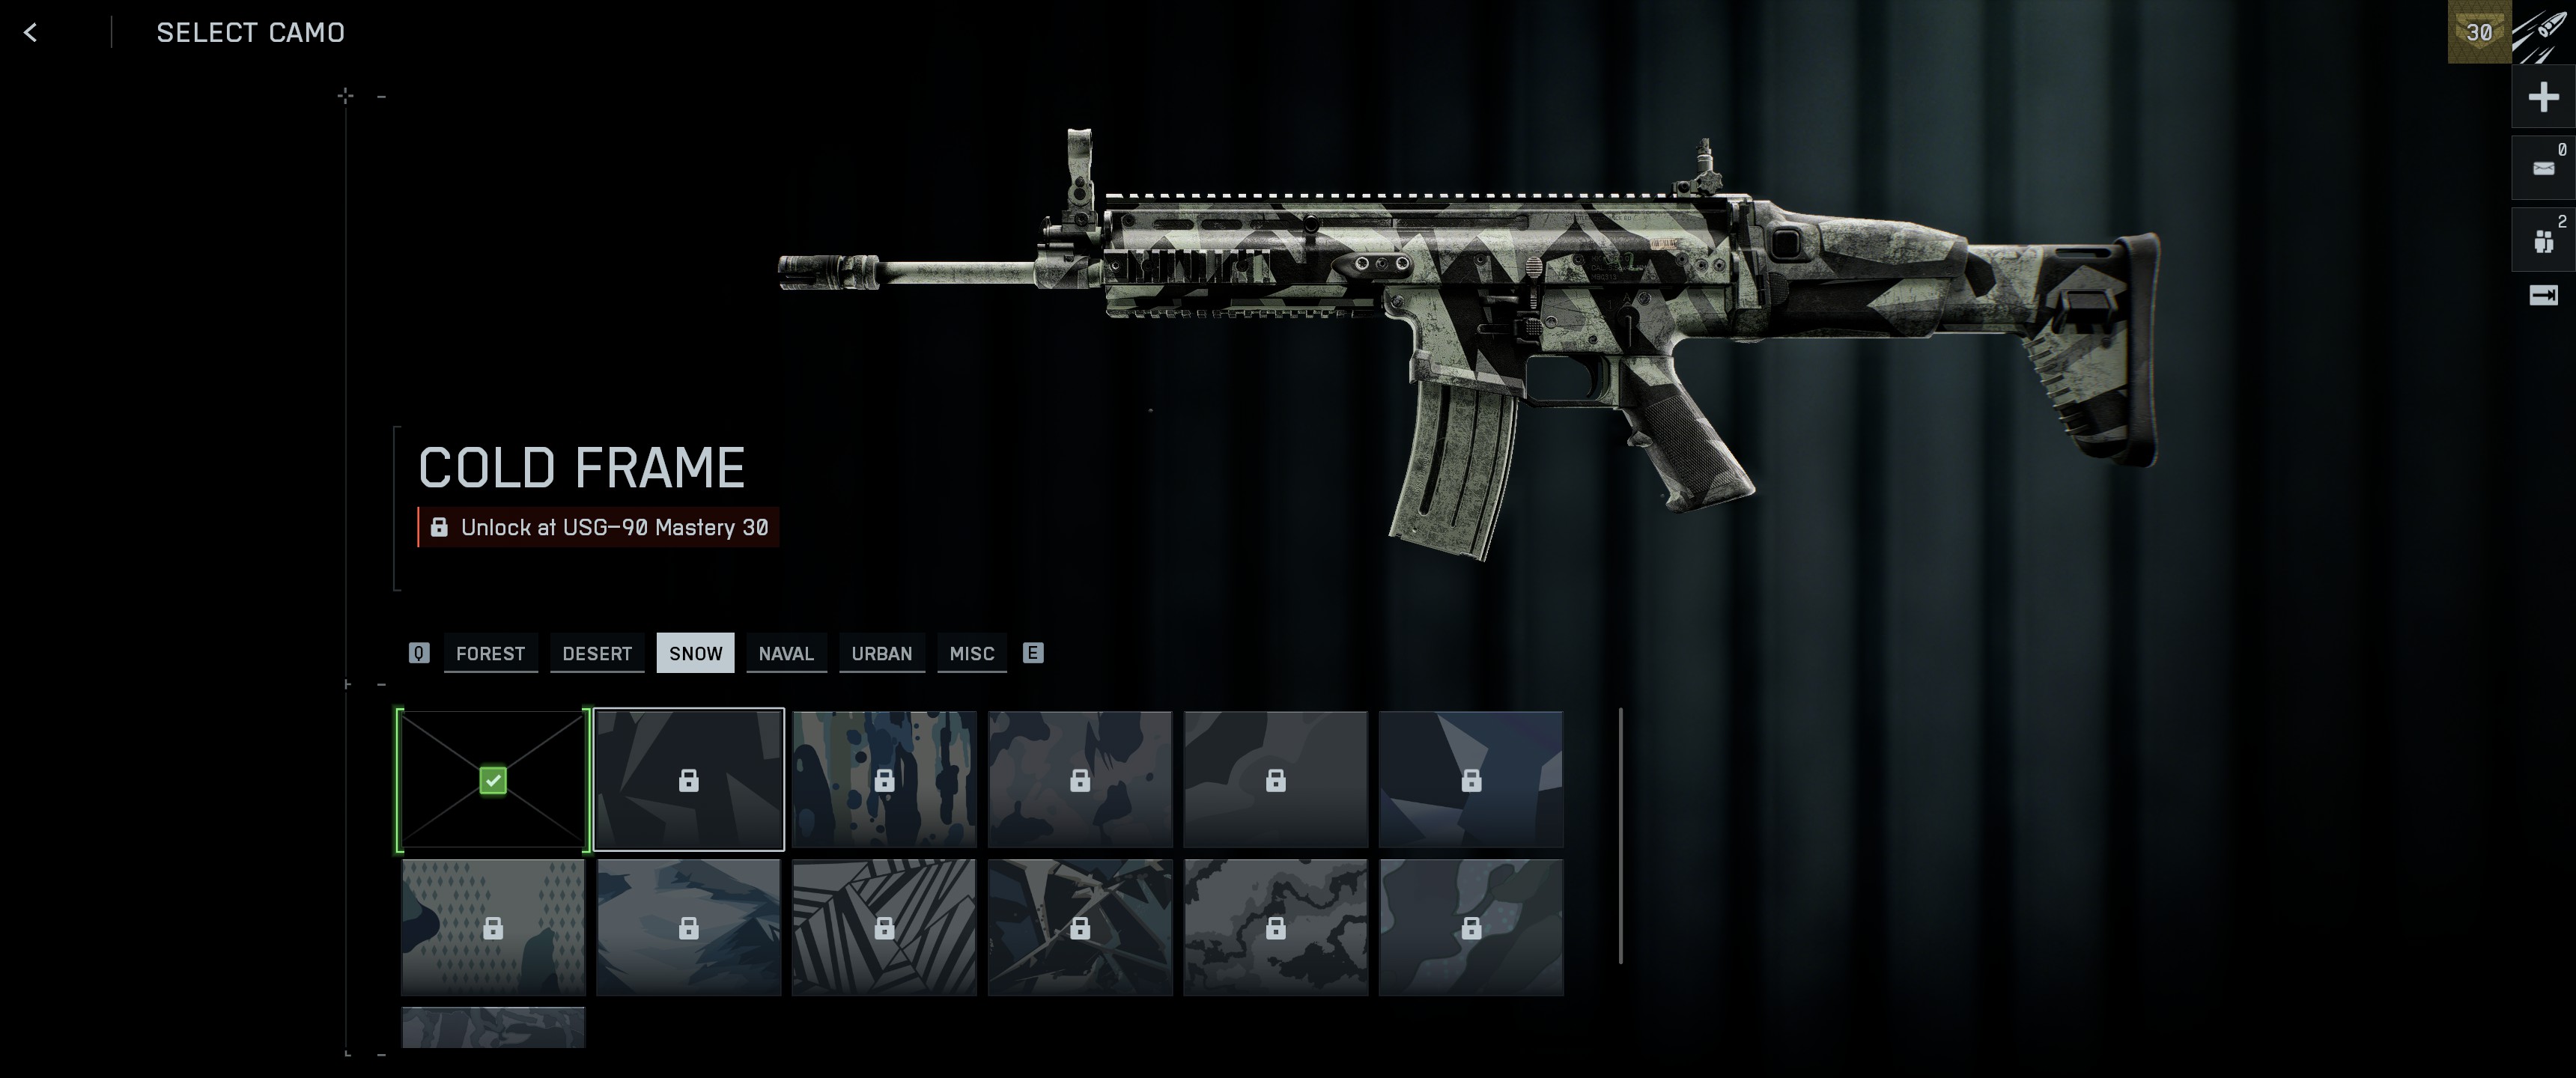 SELECT CAMO
30
0
2
COLD FRAME
Unlock at USG-90 Mastery 30
Q FOREST DESERT SNOW NAVAL URBAN MISC E